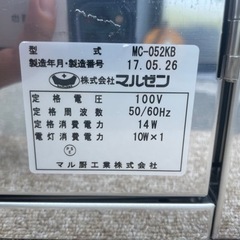 型式 MC-052KB
製造年月・製造番号 17.05.26
株式会社マルゼン
定格電圧 100V
定格周波数 50/60Hz
定格消費電力 14W
電灯消費電力 10W×1
マル厨工業株式会社